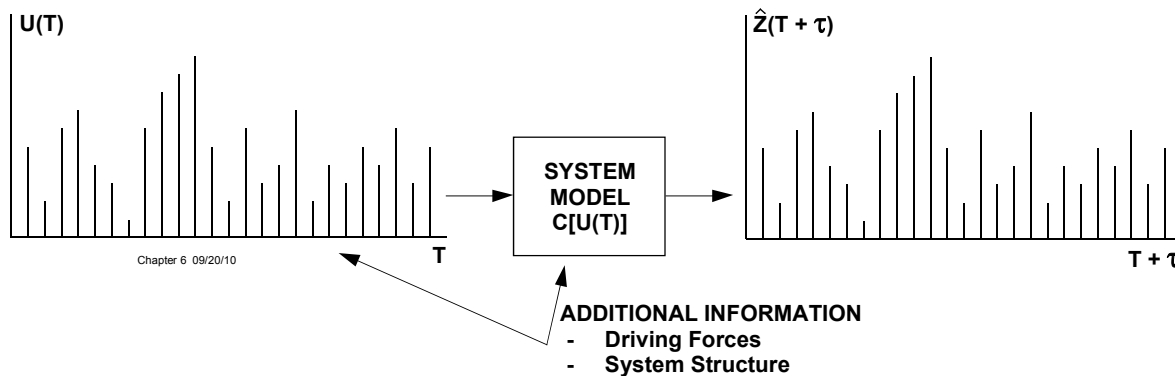 U(T)
T
Chapter 6 09/20/10
SYSTEM
MODEL
C[U(T)]
Ẑ(T + τ)
T + τ
ADDITIONAL INFORMATION
- Driving Forces
- System Structure